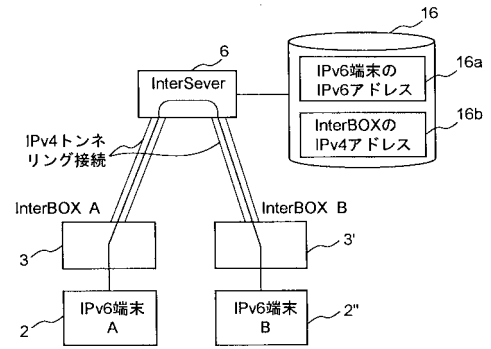 16
6
InterSever
IPv6端末の
IPv6アドレス
16a
InterBOXの
IPv4アドレス
16b
IPv4トンネ
リング接続
InterBOX A
InterBOX B
3
3'
IPv6端末
A
2
IPv6端末
B
2"